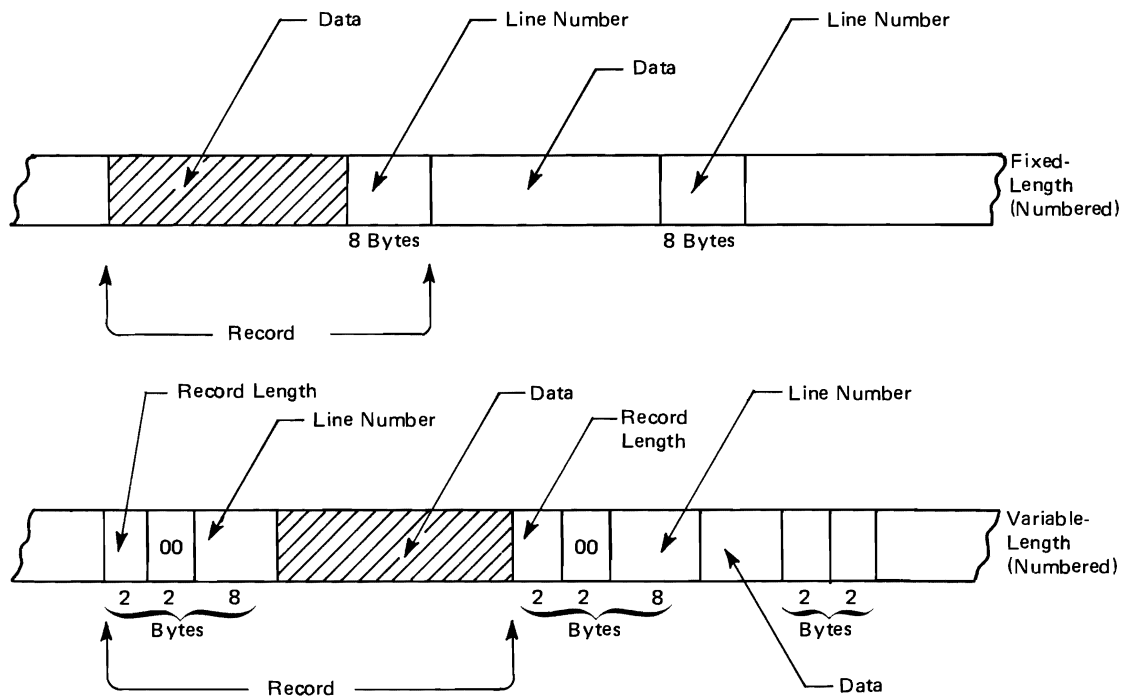 Data
Line Number
Line Number
Data
Fixed-
Length
(Numbered)
8 Bytes
8 Bytes
Record
Record Length
Data
Line Number
Line Number
Record
Length
00
00
Variable-
Length
(Numbered)
2 2 8
2 2 8
2 2
Bytes
Bytes
Bytes
Record
Data